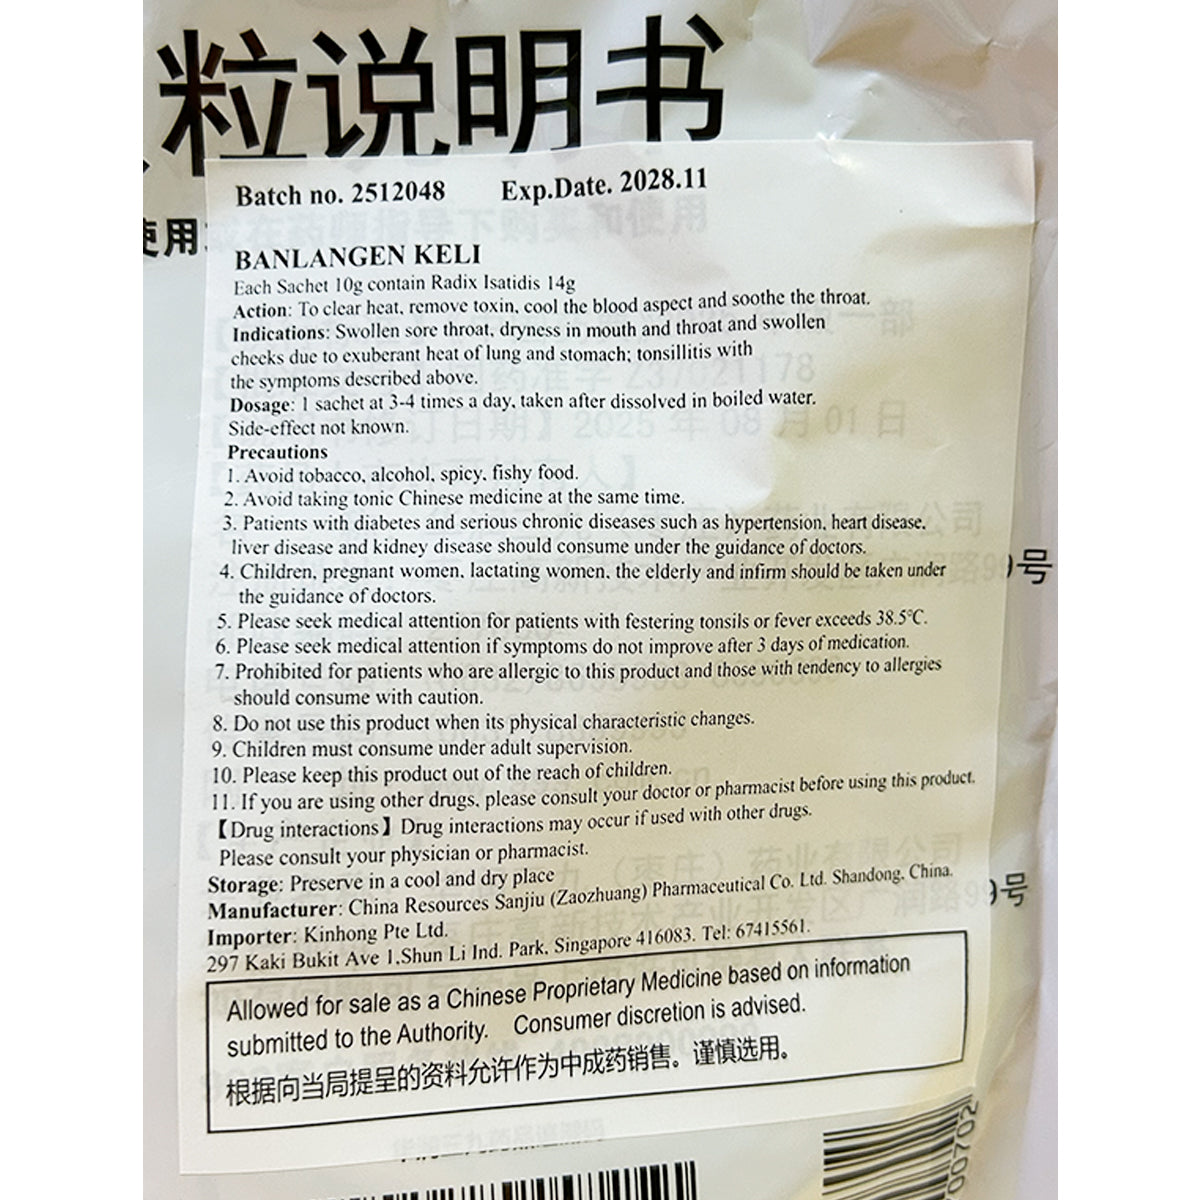 粒说明书
使用
Batch no. 2512048 Exp.Date. 2028.11
BANLANGEN KELI
Each Sachet 10g contain Radix Isatidis 14g
Action: To clear heat, remove toxin, cool the blood aspect and soothe the throat.
Indications: Swollen sore throat, dryness in mouth and throat and swollen
cheeks due to exuberant heat of lung and stomach; tonsillitis with
the symptoms described above.
Dosage: 1 sachet at 3-4 times a day, taken after dissolved in boiled water.
Side-effect not known.
Precautions
1. Avoid tobacco, alcohol, spicy, fishy food.
2. Avoid taking tonic Chinese medicine at the same time.
3. Patients with diabetes and serious chronic diseases such as hypertension, heart disease,
liver disease and kidney disease should consume under the guidance of doctors.
4. Children, pregnant women, lactating women, the elderly and infirm should be taken under
the guidance of doctors.
5. Please seek medical attention for patients with festering tonsils or fever exceeds 38.5℃.
6. Please seek medical attention if symptoms do not improve after 3 days of medication.
7. Prohibited for patients who are allergic to this product and those with tendency to allergies
should consume with caution.
8. Do not use this product when its physical characteristic changes.
9. Children must consume under adult supervision.
10. Please keep this product out of the reach of children.
11. If you are using other drugs, please consult your doctor or pharmacist before using this product.
【Drug interactions】Drug interactions may occur if used with other drugs.
Please consult your physician or pharmacist.
Storage: Preserve in a cool and dry place
Manufacturer: China Resources Sanjiu (Zaozhuang) Pharmaceutical Co. Ltd. Shandong, China.
Importer: Kinhong Pte Ltd.
297 Kaki Bukit Ave 1,Shun Li Ind. Park, Singapore 416083. Tel: 67415561.
Allowed for sale as a Chinese Proprietary Medicine based on information
submitted to the Authority. Consumer discretion is advised.
根据向当局提呈的资料允许作为中成药销售。谨慎选用。
号
9号
00702